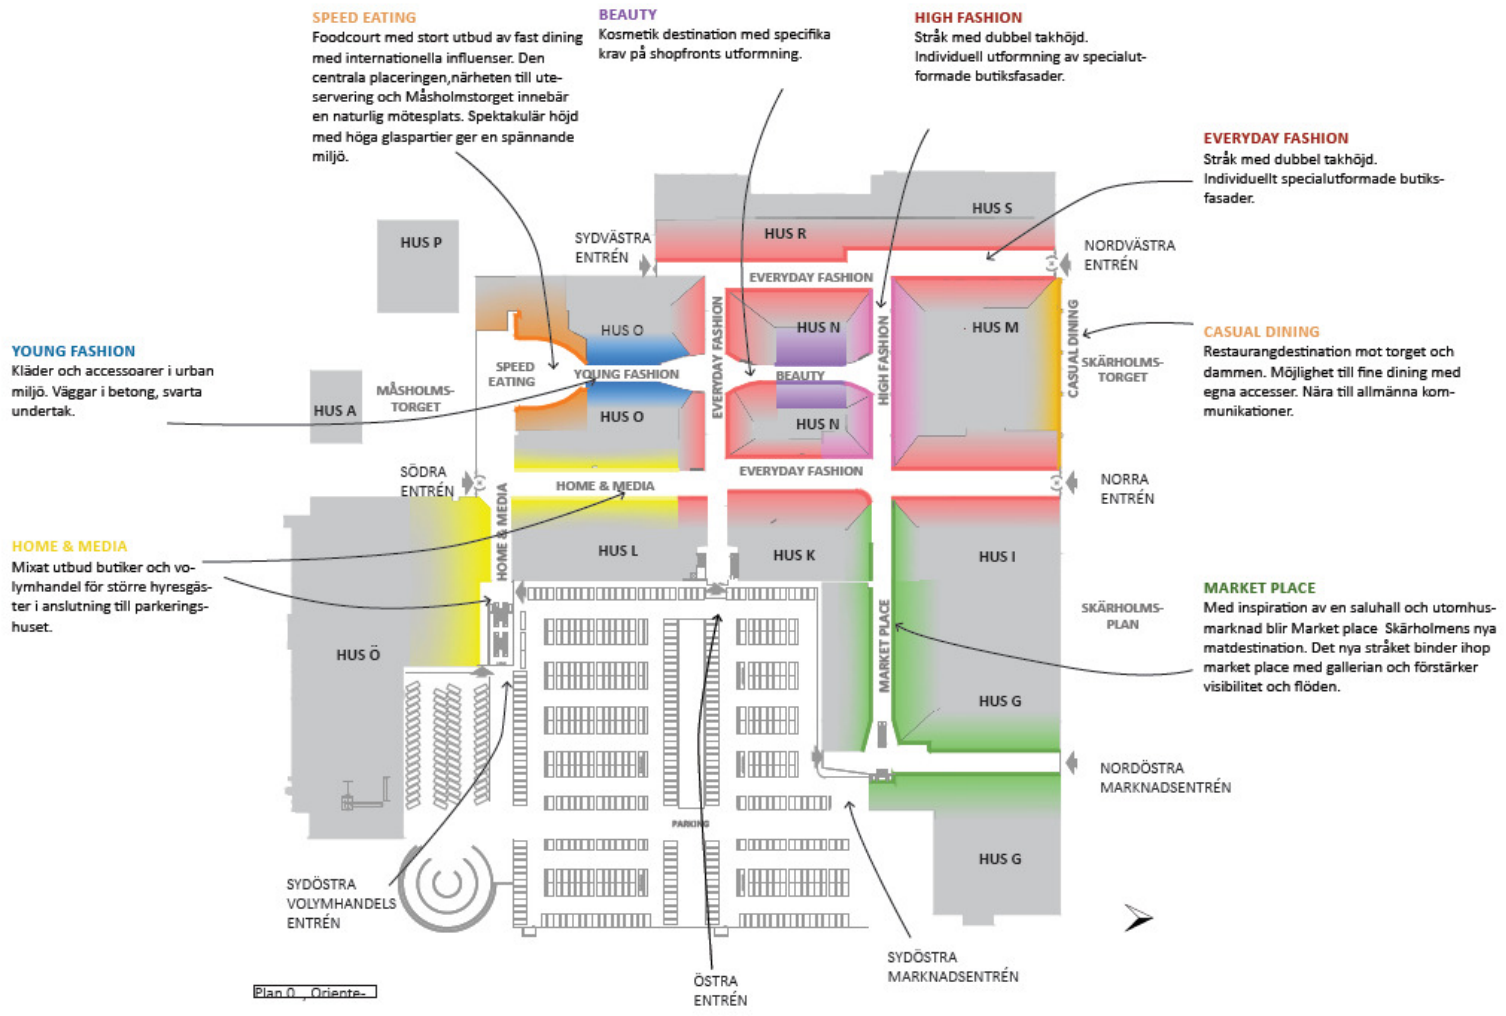 SPEED EATING
Foodcourt med stort utbud av fast dining
med internationella influenser. Den
centrala placeringen,närheten till ute-
servering och Måsholmstorget innebär
en naturlig mötesplats. Spektakulär höjd
med höga glaspartier ger en spännande
miljö.
BEAUTY
Kosmetik destination med specifika
krav på shopfronts utformning.
HIGH FASHION
Stråk med dubbel takhöjd.
Individuell utformning av specialut-
formade butiksfasader.
EVERYDAY FASHION
Stråk med dubbel takhöjd.
Individuellt specialutformade butiks-
fasader.
HUS S
HUS R
HUS P
SYDVÄSTRA
ENTRÉN
NORDVÄSTRA
ENTRÉN
EVERYDAY FASHION
EVERYDAY FASHION
HIGH FASHION
CASUAL DINING
HUS O
HUS N
HUS M
CASUAL DINING
Restaurangdestination mot torget och
dammen. Möjlighet till fine dining med
egna accesser. Nära till allmänna kom-
munikationer.
SKÄRHOLMS-
TORGET
YOUNG FASHION
Kläder och accessoarer i urban
miljö. Väggar i betong, svarta
undertak.
SPEED
EATING
YOUNG FASHION
BEAUTY
MÅSHOLMS-
TORGET
HUS A
HUS O
HUS N
SÖDRA
ENTRÉN
EVERYDAY FASHION
HOME & MEDIA
HOME & MEDIA
NORRA
ENTRÉN
HOME & MEDIA
Mixat utbud butiker och vo-
lymhandel för större hyresgäs-
ter i anslutning till parkerings-
huset.
HUS L
HUS K
HUS I
MARKET PLACE
Med inspiration av en saluhall och utomhus-
marknad blir Market place Skärholmens nya
matdestination. Det nya stråket binder ihop
market place med gallerian och förstärker
visibilitet och flöden.
SKÄRHOLMS-
PLAN
MARKET PLACE
HUS Ö
HUS G
NORDÖSTRA
MARKNADSENTRÉN
PARKING
HUS G
SYDÖSTRA
VOLYMHANDELS
ENTRÉN
SYDÖSTRA
MARKNADSENTRÉN
ÖSTRA
ENTRÉN
Plan 0 , Oriente-